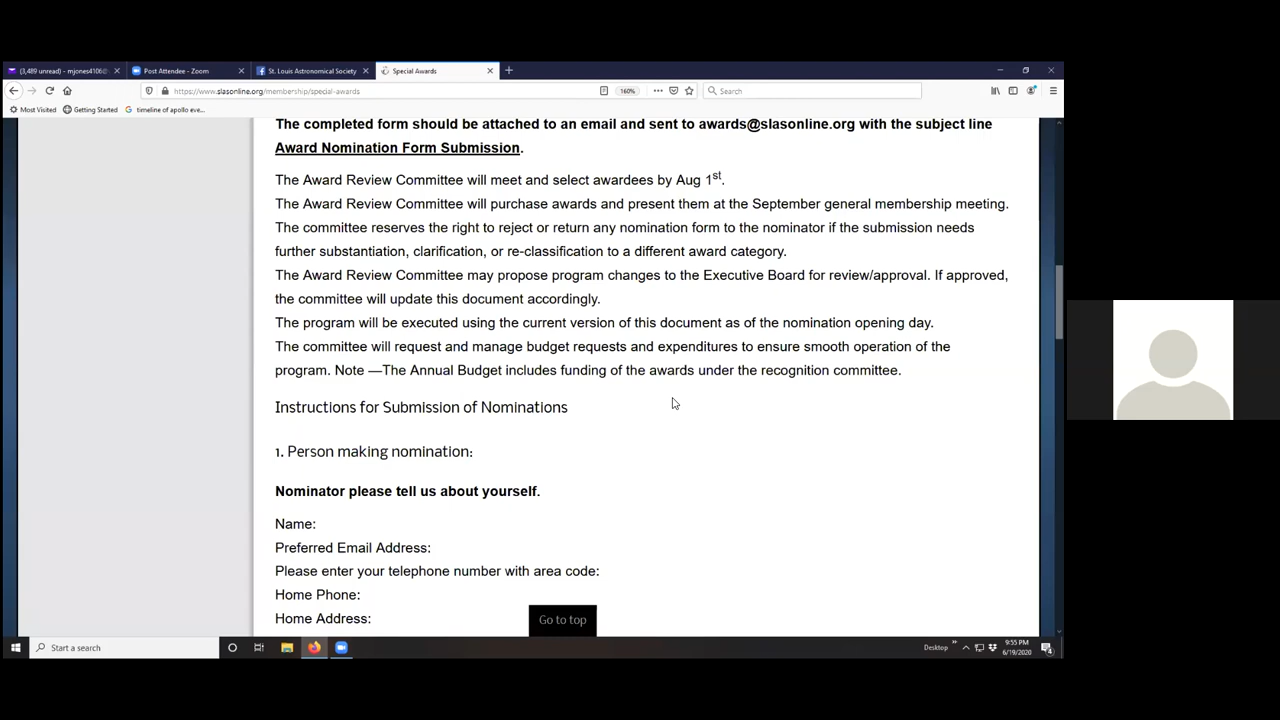 (3,489 unread) - mjones4106@
Post Attendee - Zoom
St. Louis Astronomical Society
Special Awards
https://www.slasonline.org/membership/special-awards
160%
Search
Most Visited
Getting Started
timeline of apollo eve...
The completed form should be attached to an email and sent to awards@slasonline.org with the subject line
Award Nomination Form Submission.
The Award Review Committee will meet and select awardees by Aug 1st.
The Award Review Committee will purchase awards and present them at the September general membership meeting.
The committee reserves the right to reject or return any nomination form to the nominator if the submission needs
further substantiation, clarification, or re-classification to a different award category.
The Award Review Committee may propose program changes to the Executive Board for review/approval. If approved,
the committee will update this document accordingly.
The program will be executed using the current version of this document as of the nomination opening day.
The committee will request and manage budget requests and expenditures to ensure smooth operation of the
program. Note —The Annual Budget includes funding of the awards under the recognition committee.
Instructions for Submission of Nominations
1. Person making nomination:
Nominator please tell us about yourself.
Name:
Preferred Email Address:
Please enter your telephone number with area code:
Home Phone:
Home Address:
Go to top
Start a search
Desktop
9:55 PM
6/19/2020